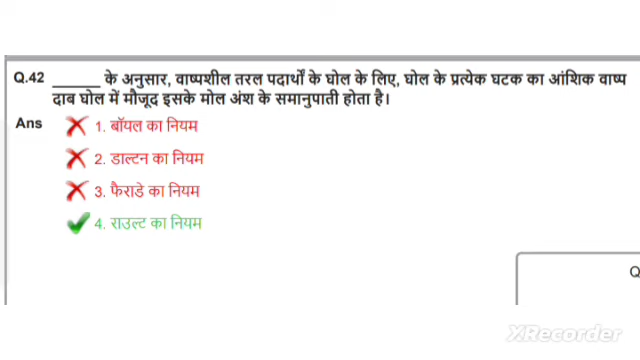 Q.42 ______ के अनुसार, वाष्पशील तरल पदार्थों के घोल के लिए, घोल के प्रत्येक घटक का आंशिक वाष्प
दाब घोल में मौजूद इसके मोल अंश के समानुपाती होता है।
Ans 1. बॉयल का नियम
2. डाल्टन का नियम
3. फैराडे का नियम
4. राउल्ट का नियम
Q
XRecorder